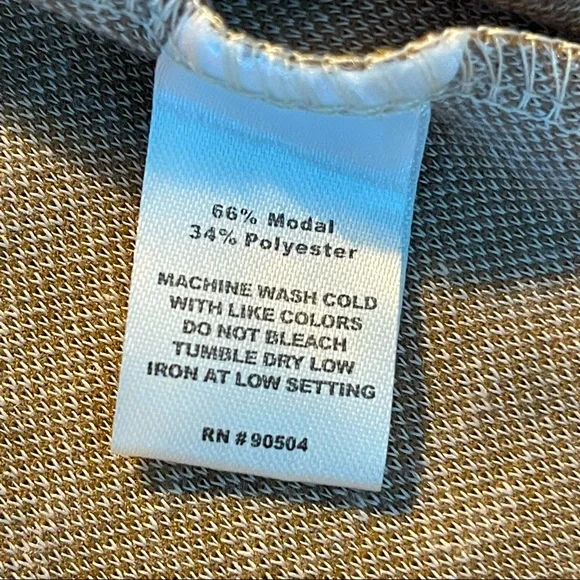 66% Modal
34% Polyester
MACHINE WASH COLD
WITH LIKE COLORS
DO NOT BLEACH
TUMBLE DRY LOW
IRON AT LOW SETTING
RN # 90504